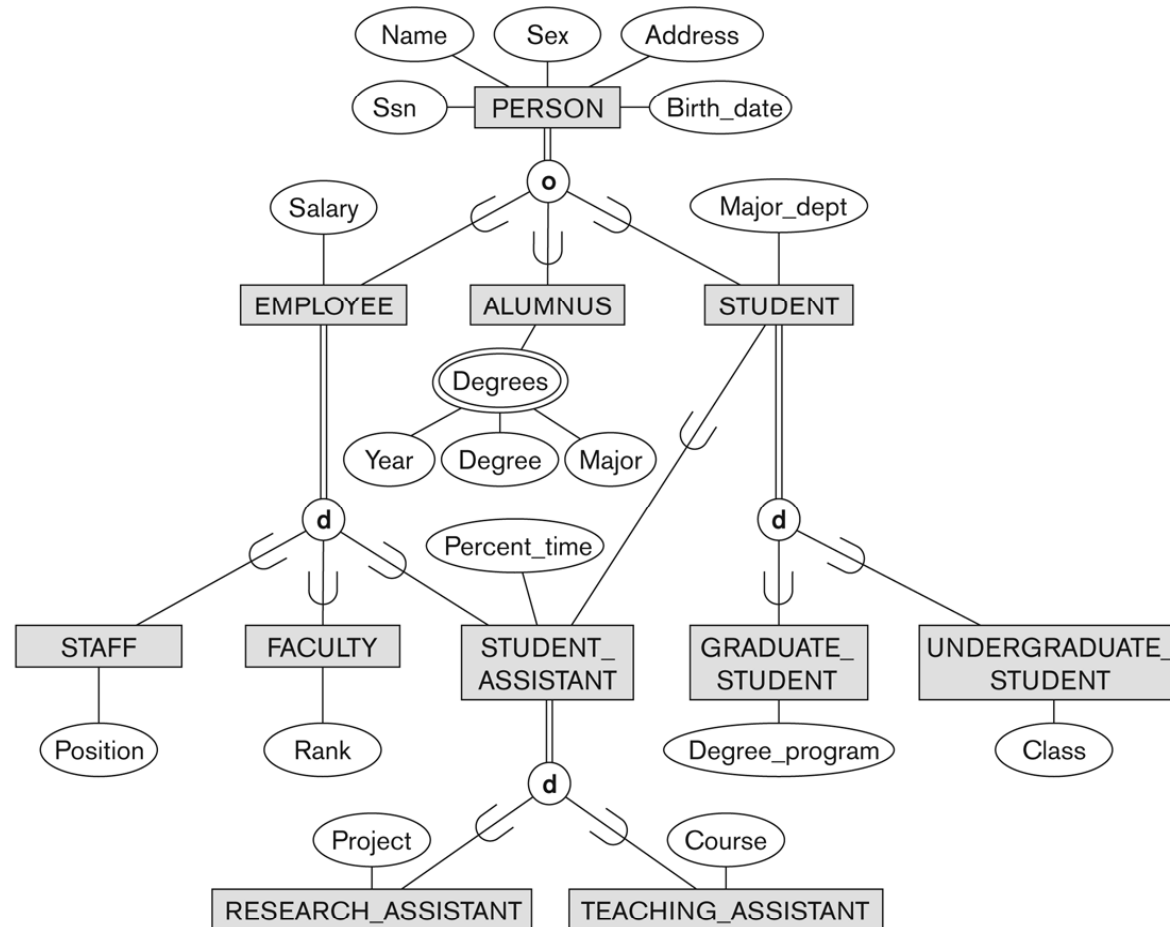 Name
Sex
Address
Ssn
PERSON
Birth_date
o
Salary
Major_dept
EMPLOYEE
ALUMNUS
STUDENT
Degrees
Year
Degree
Major
d
d
Percent_time
STAFF
FACULTY
STUDENT_
ASSISTANT
GRADUATE_
STUDENT
UNDERGRADUATE_
STUDENT
Position
Rank
Degree_program
Class
d
Project
Course
RESEARCH_ASSISTANT
TEACHING_ASSISTANT